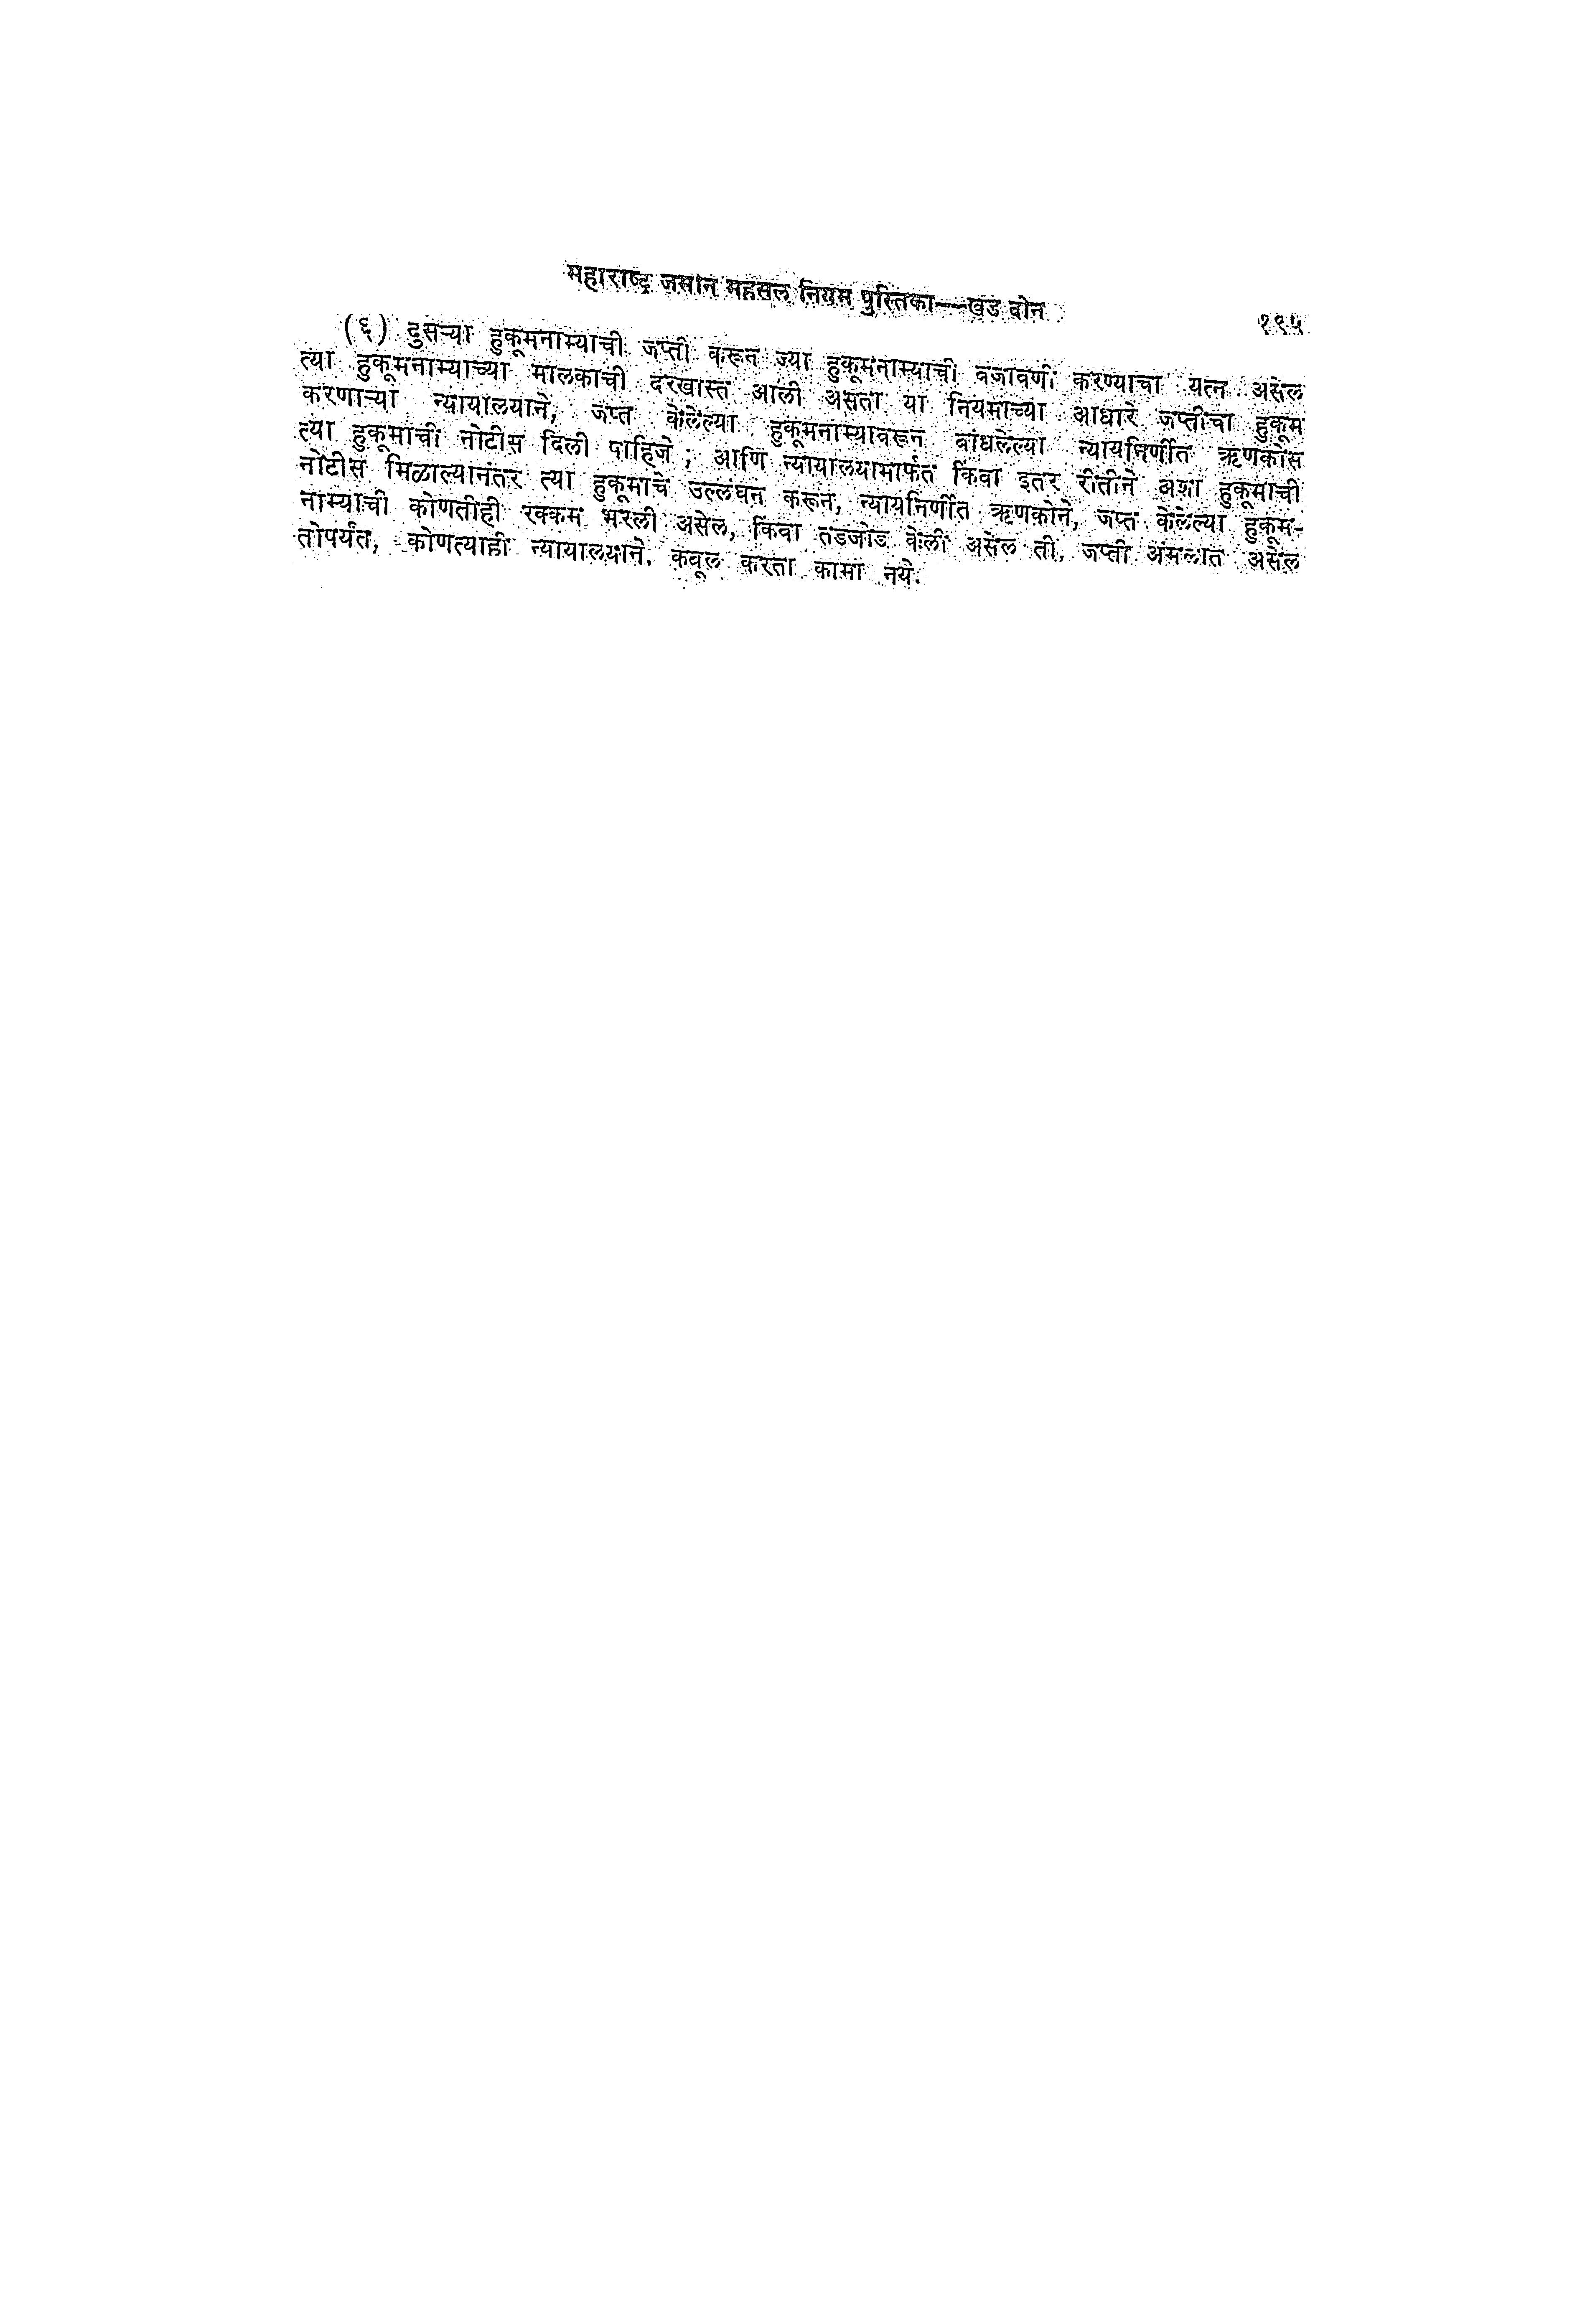 महाराष्ट्र जमीन महसूल नियम पुस्तिका—खंड दोन १९५
(६) दुसऱ्या हुकूमनाम्याची जप्ती करून ज्या हुकूमनाम्याची बजावणी करण्याचा यत्न असेल
त्या हुकूमनाम्याच्या मालकाची दरखास्त आली असता या नियमाच्या आधारे जप्तीचा हुकूम
करणाऱ्या न्यायालयाने, जप्त केलेल्या हुकूमनाम्यावरून बांधलेल्या न्यायनिर्णीत ऋणकोस
त्या हुकूमाची नोटीस दिली पाहिजे ; आणि न्यायालयामार्फत किंवा इतर रीतीने अशा हुकूमाची
नोटीस मिळाल्यानंतर त्या हुकूमाचे उल्लंघन करून, न्यायनिर्णीत ऋणकोने, जप्त केलेल्या हुकूम-
नाम्याची कोणतीही रक्कम भरली असेल, किंवा तडजोड केली असेल ती, जप्ती अंमलात असेल
तोपर्यंत, कोणत्याही न्यायालयाने कबूल करता कामा नये.